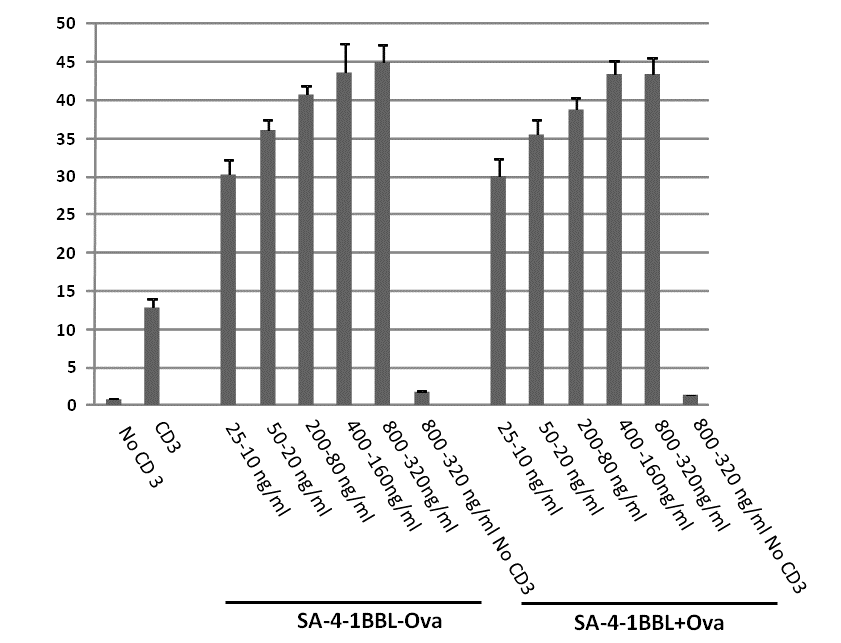 50
45
40
35
30
25
20
15
10
5
0
No CD 3
CD3
25-10 ng/ml
50-20 ng/ml
200-80 ng/ml
400-160ng/ml
800-320ng/ml
800-320 ng/ml No CD3
25-10 ng/ml
50-20 ng/ml
200-80 ng/ml
400-160ng/ml
800-320ng/ml
800-320 ng/ml No CD3
SA-4-1BBL-Ova
SA-4-1BBL+Ova